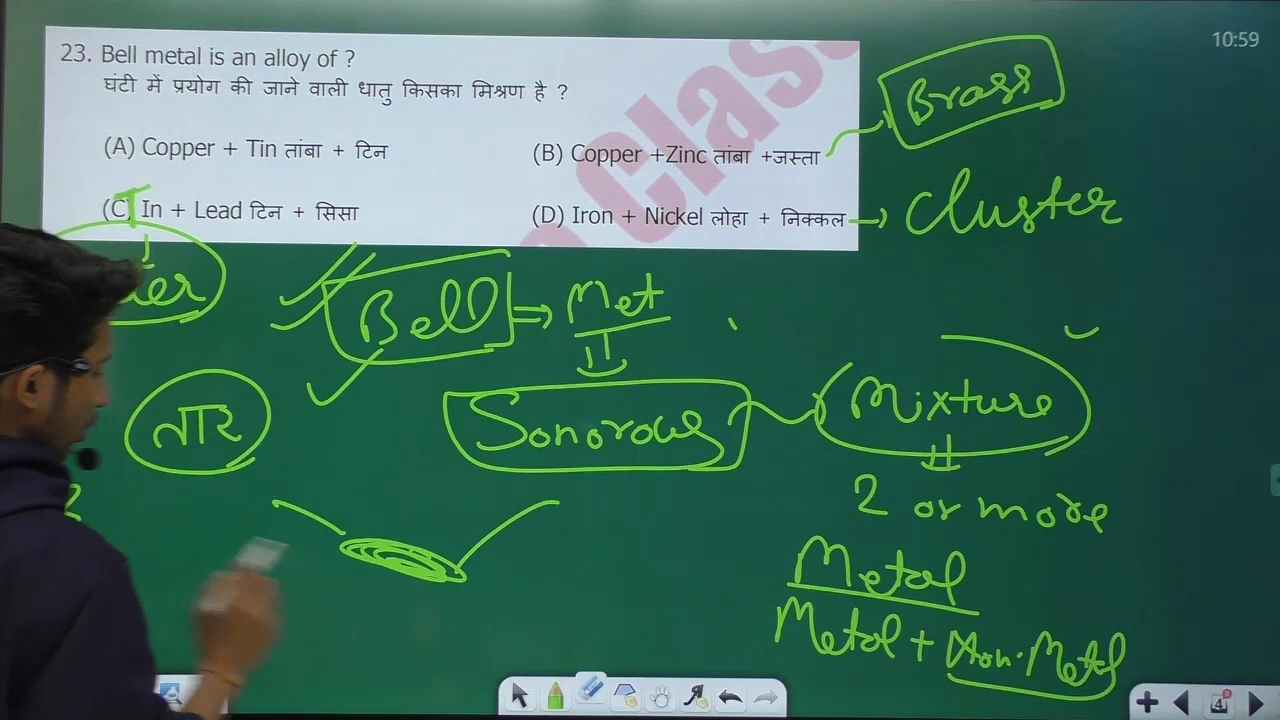 10:59
23. Bell metal is an alloy of ?
घंटी में प्रयोग की जाने वाली धातु किसका मिश्रण है ?
(A) Copper + Tin तांबा + टिन
(B) Copper +Zinc तांबा +जस्ता
Brass
(C) TIn + Lead टिन + सिसा
(D) Iron + Nickel लोहा + निक्कल
Cluster
Bell
Met
तार
Sonorous
Mixture
2 or more
Metal
Metal + Non-Metal
4